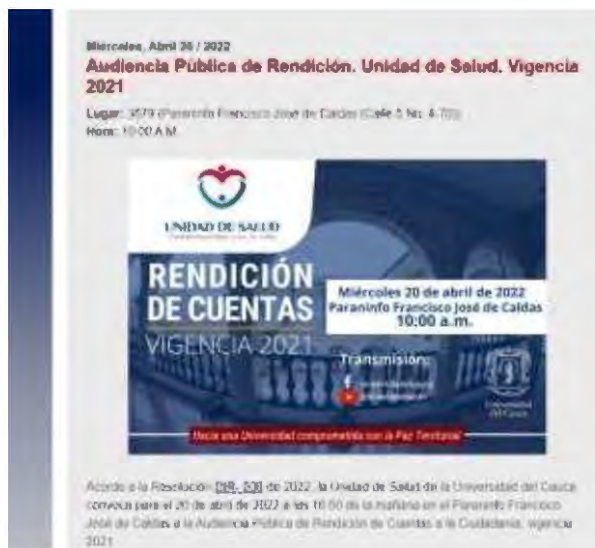 Miércoles, Abril 20 / 2022
Audiencia Pública de Rendición. Unidad de Salud. Vigencia
2021
Lugar: (Paraninfo Francisco José de Caldas (Calle 5 No. 4-70)
Hora: 10:00 A.M.
UNIDAD DE SALUD
RENDICIÓN
DE CUENTAS
VIGENCIA 2021
Miércoles 20 de abril de 2022
Paraninfo Francisco José de Caldas
10:00 a.m.
Transmisión:
Universidad
del Cauca
Hacia una Universidad comprometida con la Paz Territorial
Acorde a la Resolución de 2022, la Unidad de Salud de la Universidad del Cauca
convoca para el 20 de abril de 2022 a las 10:00 de la mañana en el Paraninfo Francisco
José de Caldas a la Audiencia Pública de Rendición de Cuentas a la Ciudadanía, vigencia
2021